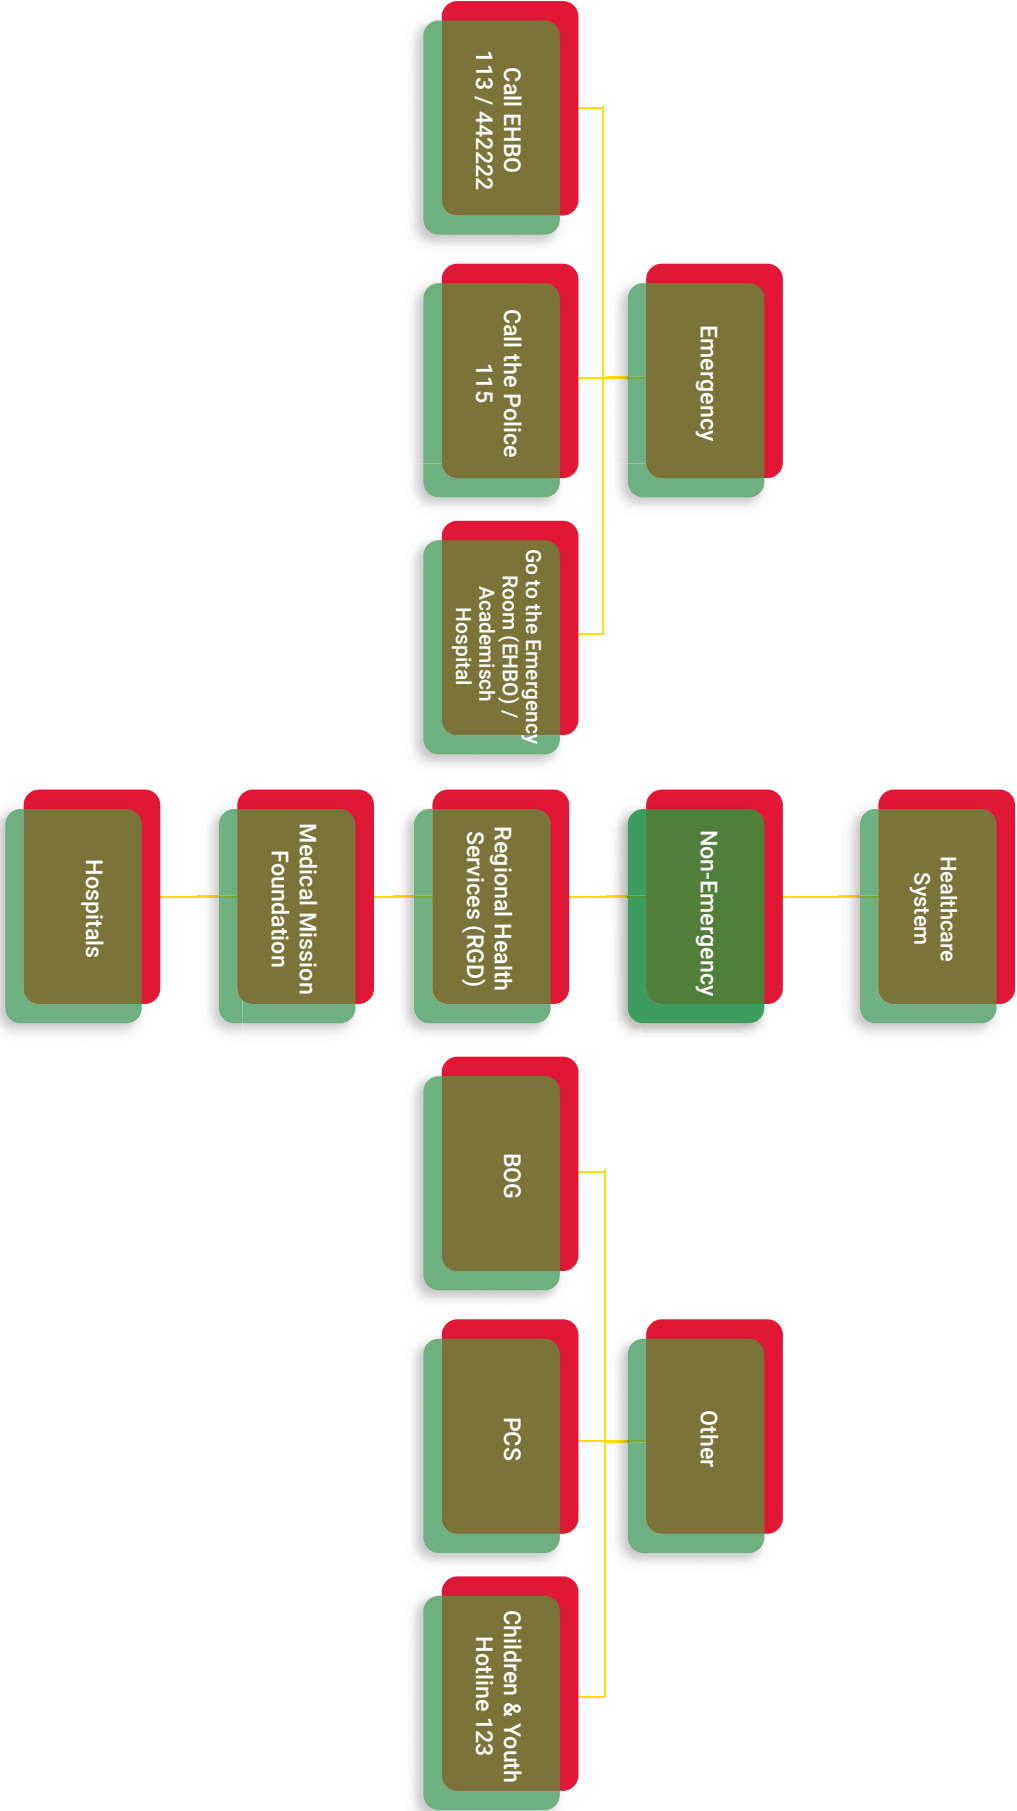 Healthcare
System
Emergency
Non-Emergency
Other
Call EHBO
113 / 442222
Call the Police
115
Go to the Emergency
Room (EHBO) /
Academisch
Hospital
Regional Health
Services (RGD)
BOG
PCS
Children & Youth
Hotline 123
Medical Mission
Foundation
Hospitals